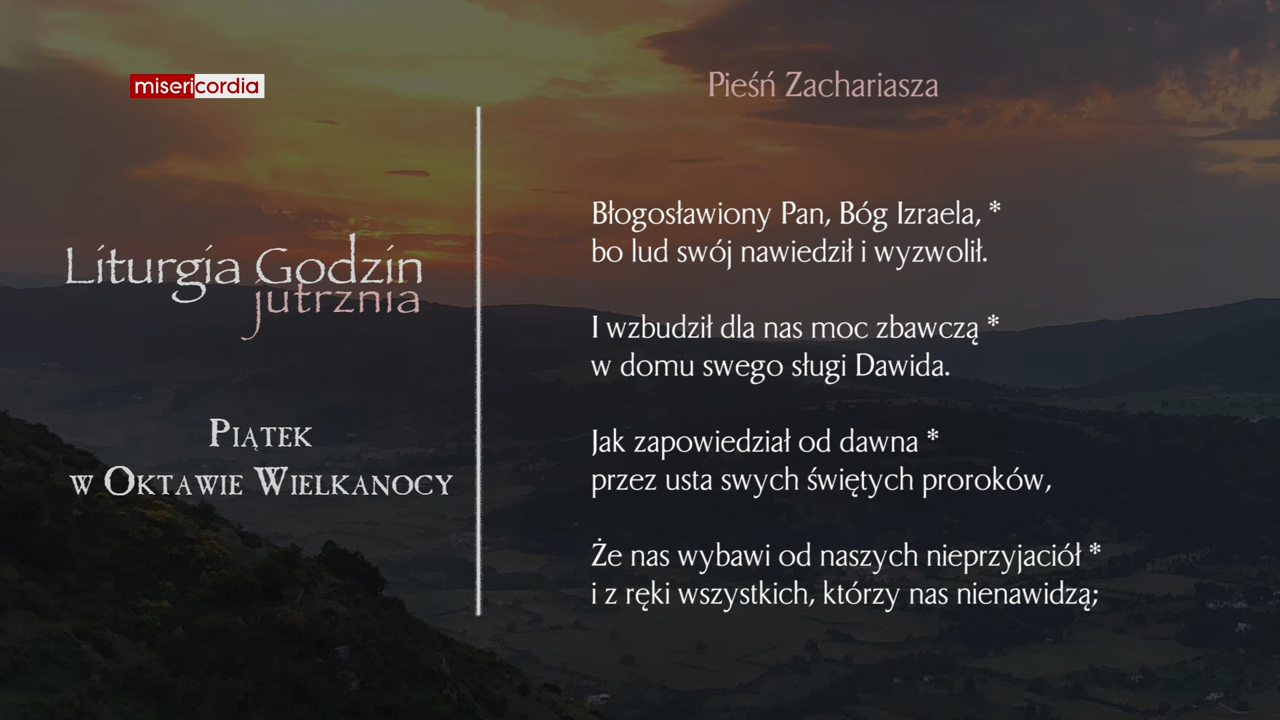 misericordia
Liturgia Godzin
jutrznia
Piątek
w Oktawie Wielkanocy
Pieśń Zachariasza
Błogosławiony Pan, Bóg Izraela, *
bo lud swój nawiedził i wyzwolił.
I wzbudził dla nas moc zbawczą *
w domu swego sługi Dawida.
Jak zapowiedział od dawna *
przez usta swych świętych proroków,
Że nas wybawi od naszych nieprzyjaciół *
i z ręki wszystkich, którzy nas nienawidzą;